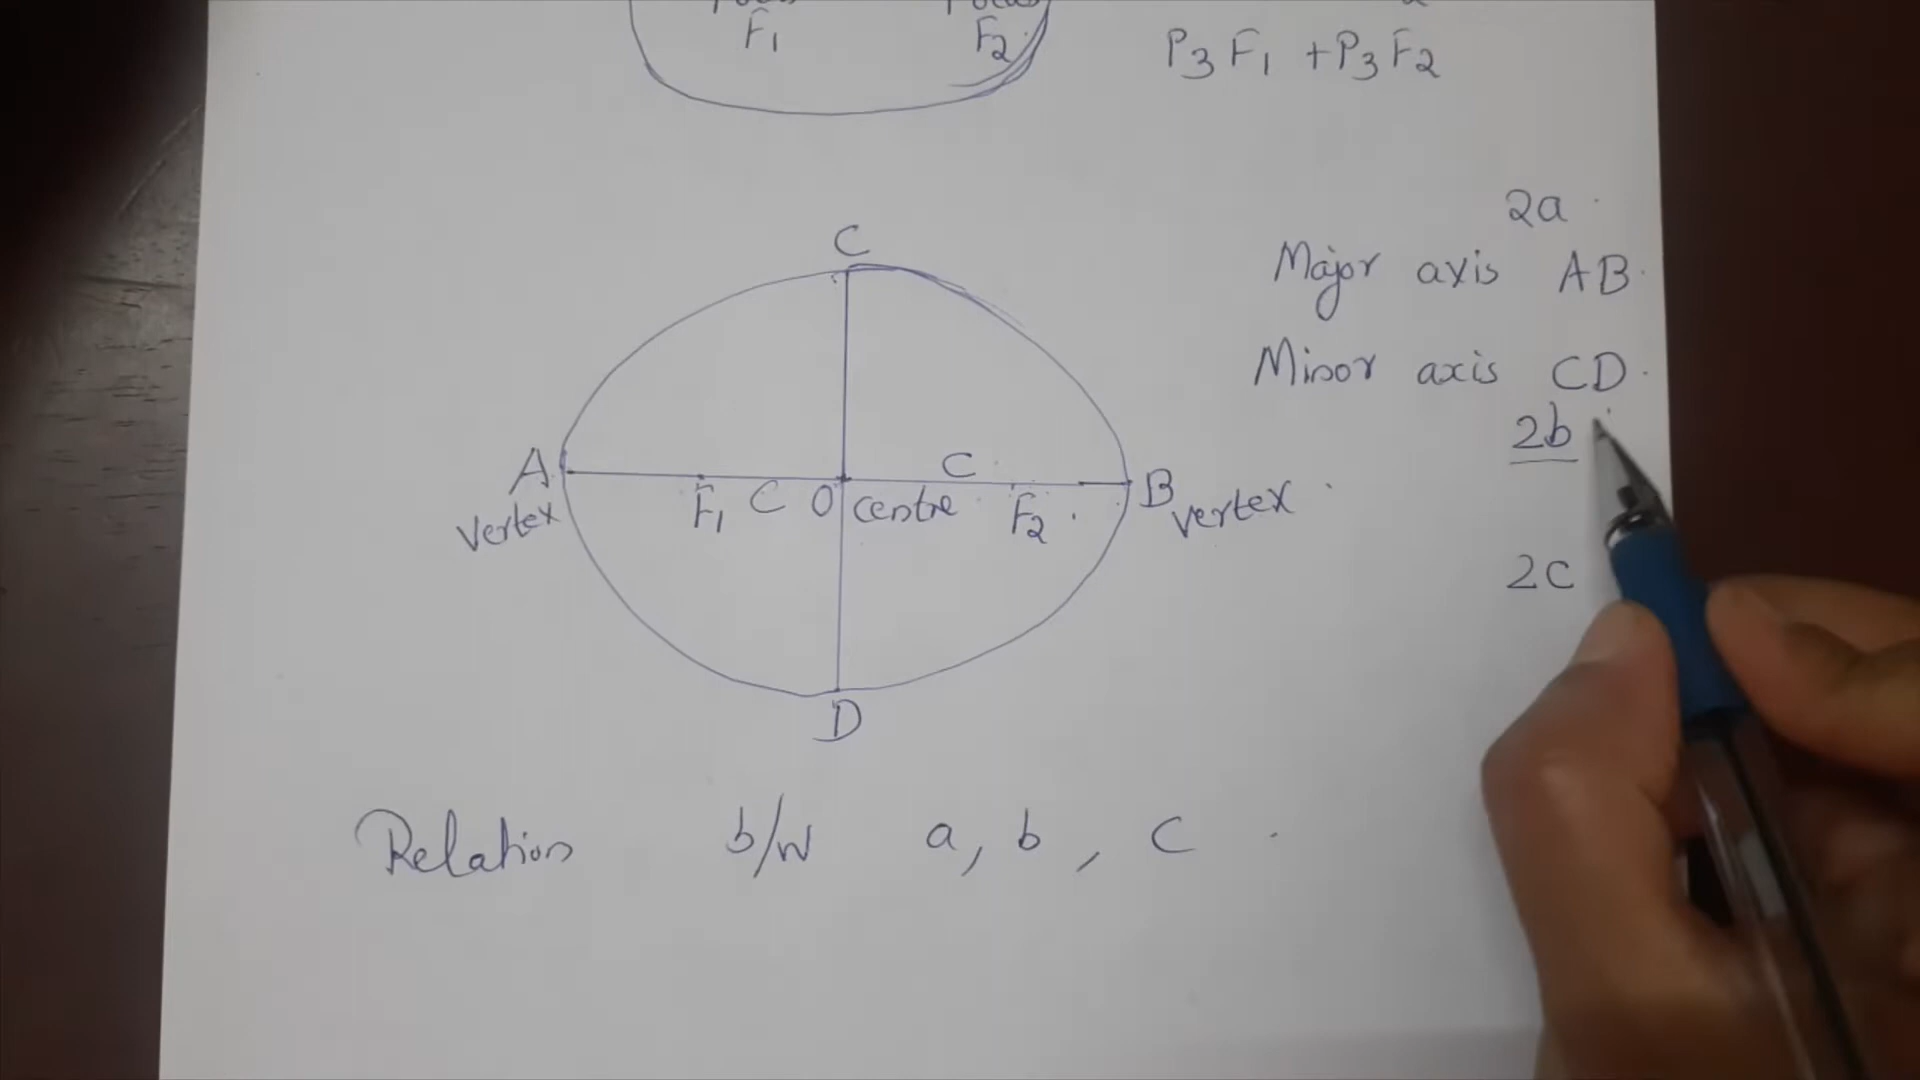 F1 F2
P3F1 + P3F2
2a
C
Major axis AB
Minor axis CD
2b
A C B
F1 C O centre F2
vertex vertex
2c
D
Relation b/w a, b, c